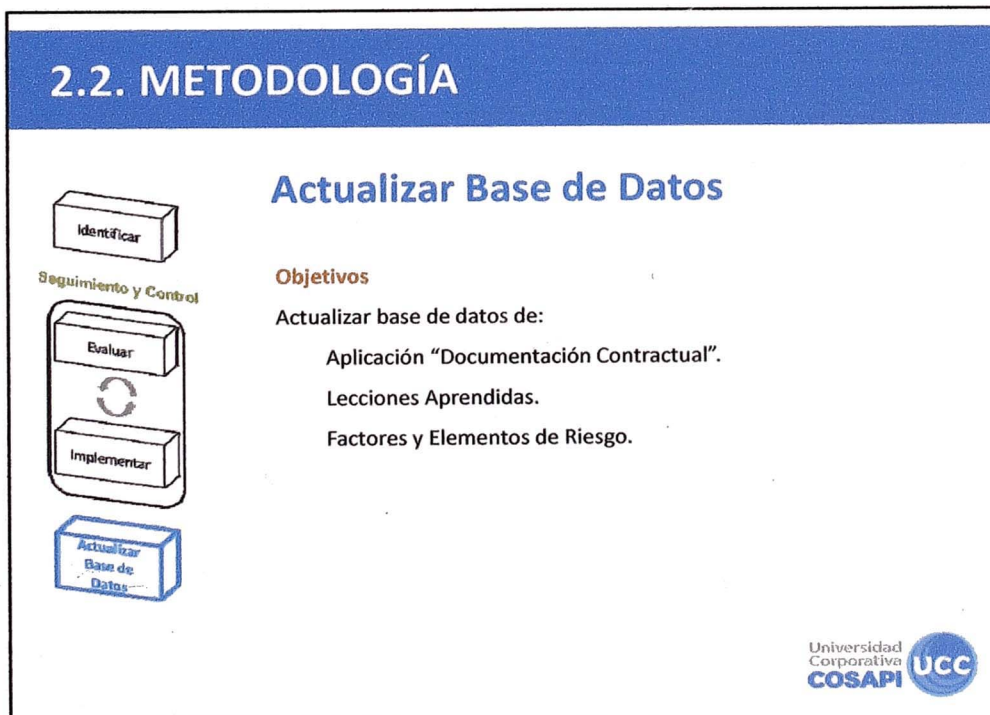 2.2. METODOLOGÍA
Actualizar Base de Datos
Identificar
Seguimiento y Control
Evaluar
Implementar
Actualizar
Base de
Datos
Objetivos
Actualizar base de datos de:
Aplicación “Documentación Contractual”.
Lecciones Aprendidas.
Factores y Elementos de Riesgo.
Universidad
Corporativa
COSAPI
UCC